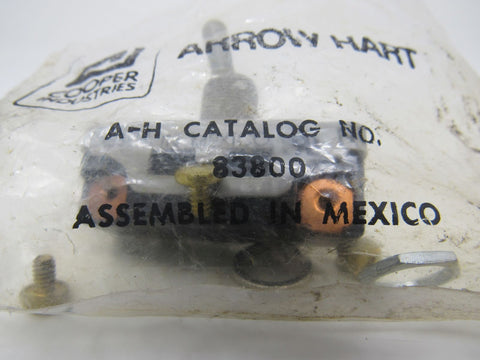 COOPER
INDUSTRIES
ARROW HART
A-H CATALOG NO.
83800
ASSEMBLED IN MEXICO